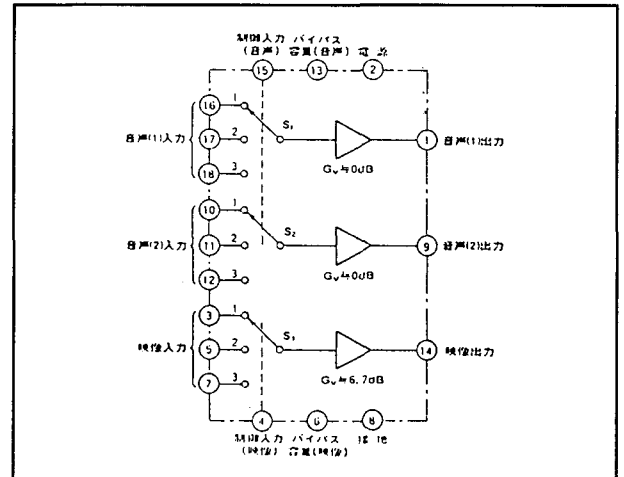 制御入力 バイパス
(音声) 容量(音声) 電源
15 13 2
16 1
S₁
音声(1)入力 17 2
1 音声(1)出力
18 3
Gᵥ≒0dB
10 1
S₂
音声(2)入力 11 2
9 音声(2)出力
12 3
Gᵥ≒0dB
3 1
S₃
映像入力 5 2
14 映像出力
7 3
Gᵥ≒6.7dB
4 6 8
制御入力 バイパス 接地
(映像) 容量(映像)